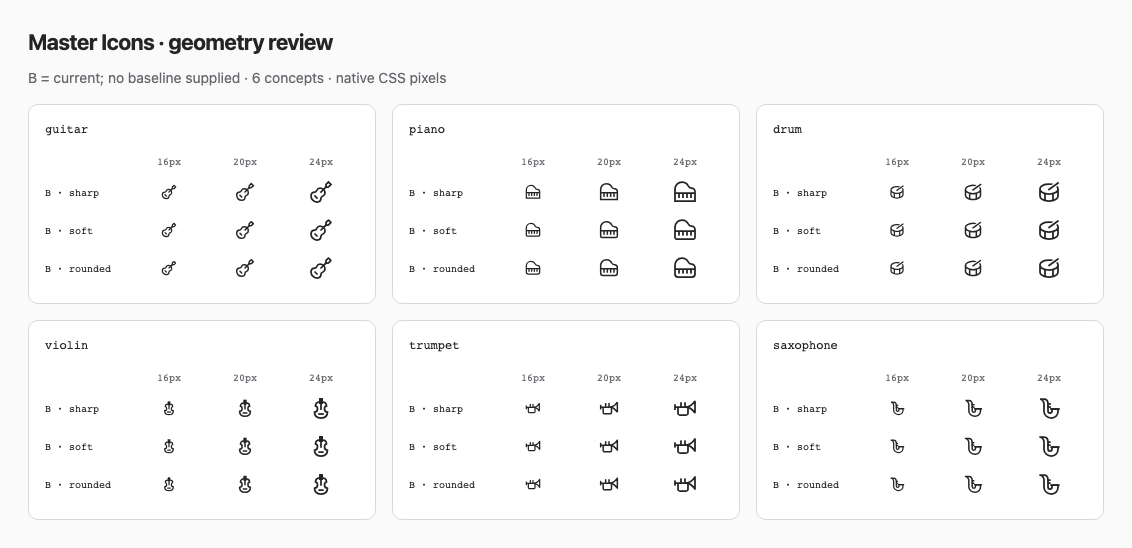 Master Icons · geometry review
B = current; no baseline supplied · 6 concepts · native CSS pixels
guitar
16px 20px 24px
B · sharp
B · soft
B · rounded
piano
16px 20px 24px
B · sharp
B · soft
B · rounded
drum
16px 20px 24px
B · sharp
B · soft
B · rounded
violin
16px 20px 24px
B · sharp
B · soft
B · rounded
trumpet
16px 20px 24px
B · sharp
B · soft
B · rounded
saxophone
16px 20px 24px
B · sharp
B · soft
B · rounded